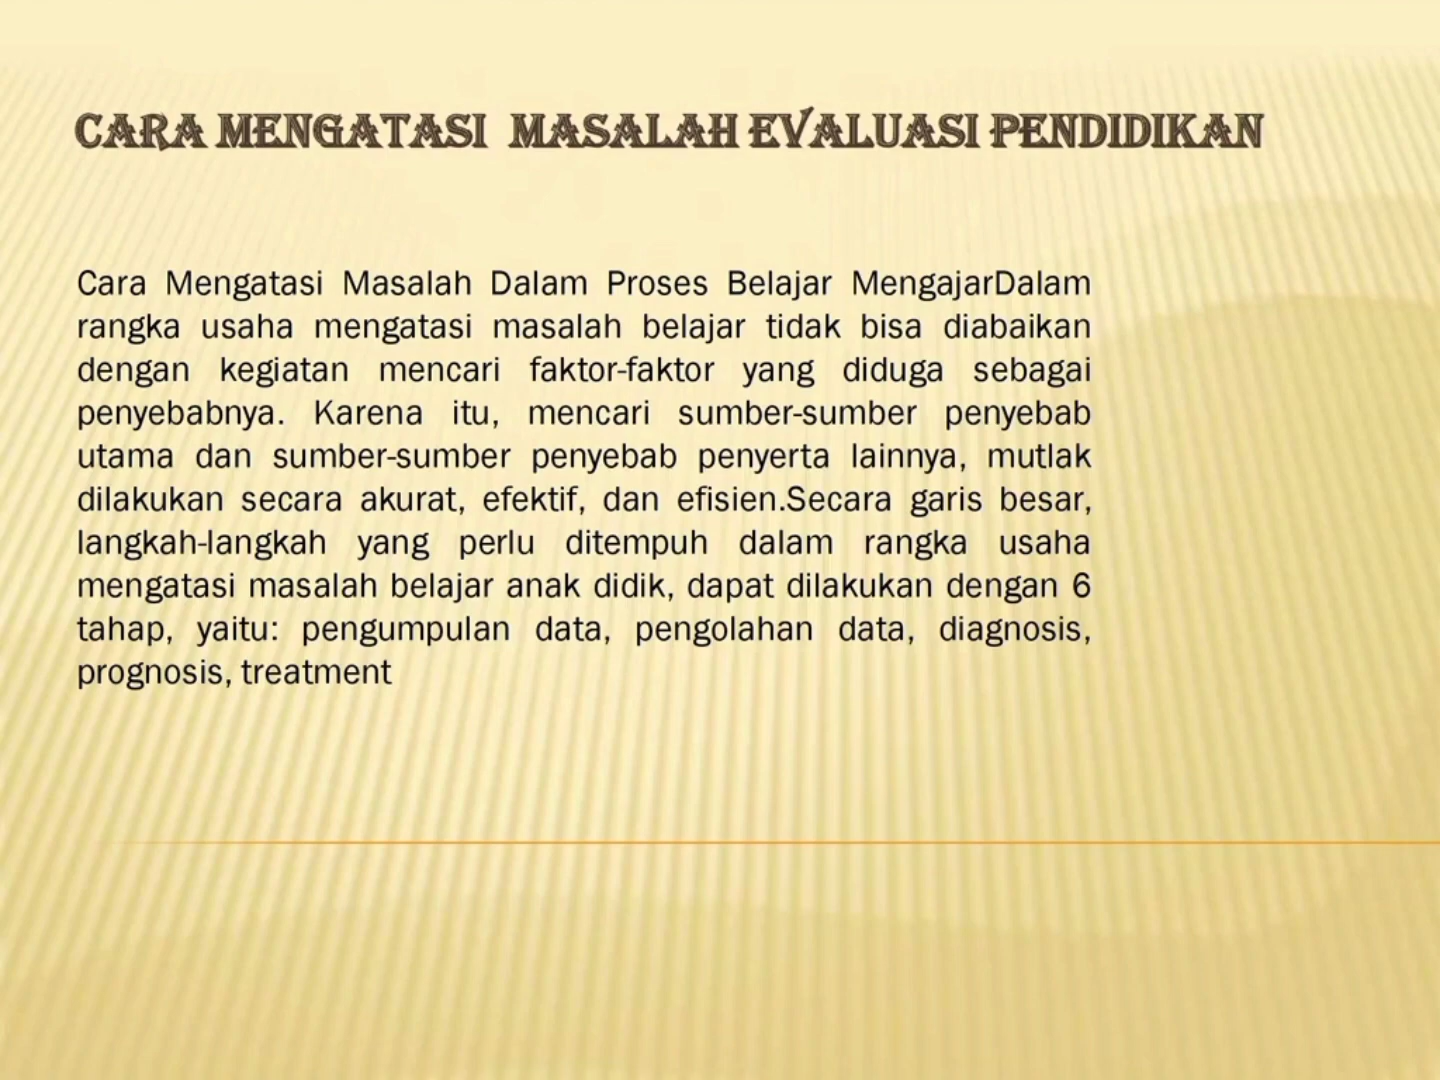 CARA MENGATASI MASALAH EVALUASI PENDIDIKAN
Cara Mengatasi Masalah Dalam Proses Belajar MengajarDalam
rangka usaha mengatasi masalah belajar tidak bisa diabaikan
dengan kegiatan mencari faktor-faktor yang diduga sebagai
penyebabnya. Karena itu, mencari sumber-sumber penyebab
utama dan sumber-sumber penyebab penyerta lainnya, mutlak
dilakukan secara akurat, efektif, dan efisien.Secara garis besar,
langkah-langkah yang perlu ditempuh dalam rangka usaha
mengatasi masalah belajar anak didik, dapat dilakukan dengan 6
tahap, yaitu: pengumpulan data, pengolahan data, diagnosis,
prognosis, treatment